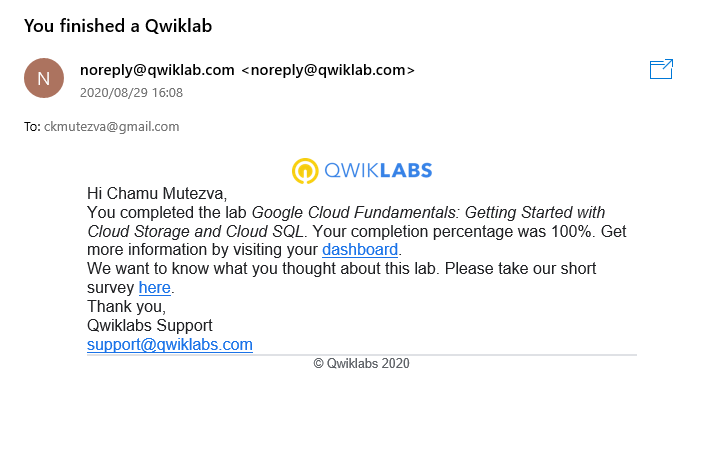 You finished a Qwiklab
N
noreply@qwiklab.com <noreply@qwiklab.com>
2020/08/29 16:08
To: ckmutezva@gmail.com
QWIKLABS
Hi Chamu Mutezva,
You completed the lab Google Cloud Fundamentals: Getting Started with
Cloud Storage and Cloud SQL. Your completion percentage was 100%. Get
more information by visiting your dashboard.
We want to know what you thought about this lab. Please take our short
survey here.
Thank you,
Qwiklabs Support
support@qwiklabs.com
© Qwiklabs 2020